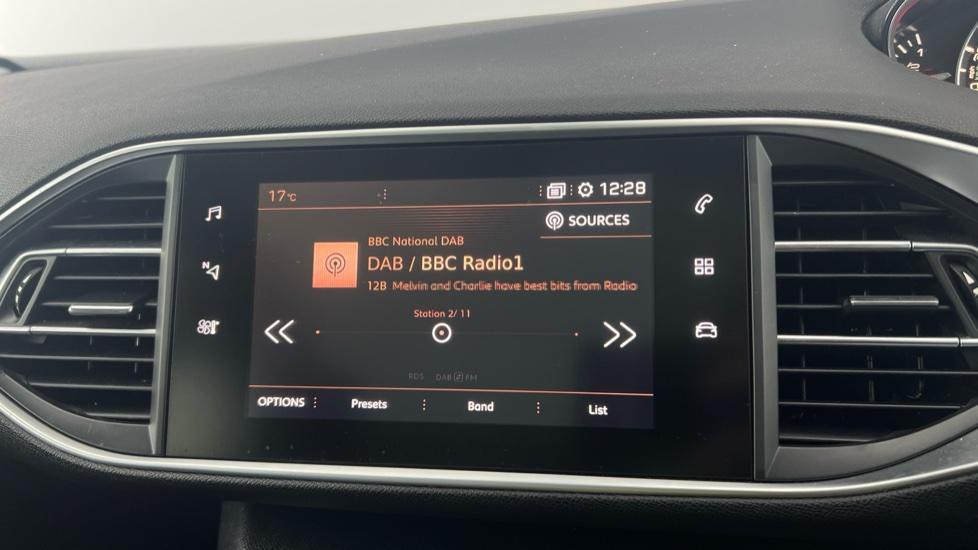 17°C 12:28
SOURCES
BBC National DAB
DAB / BBC Radio1
12B Melvin and Charlie have best bits from Radio
Station 2/ 11
RDS DAB FM
OPTIONS Presets Band List
N